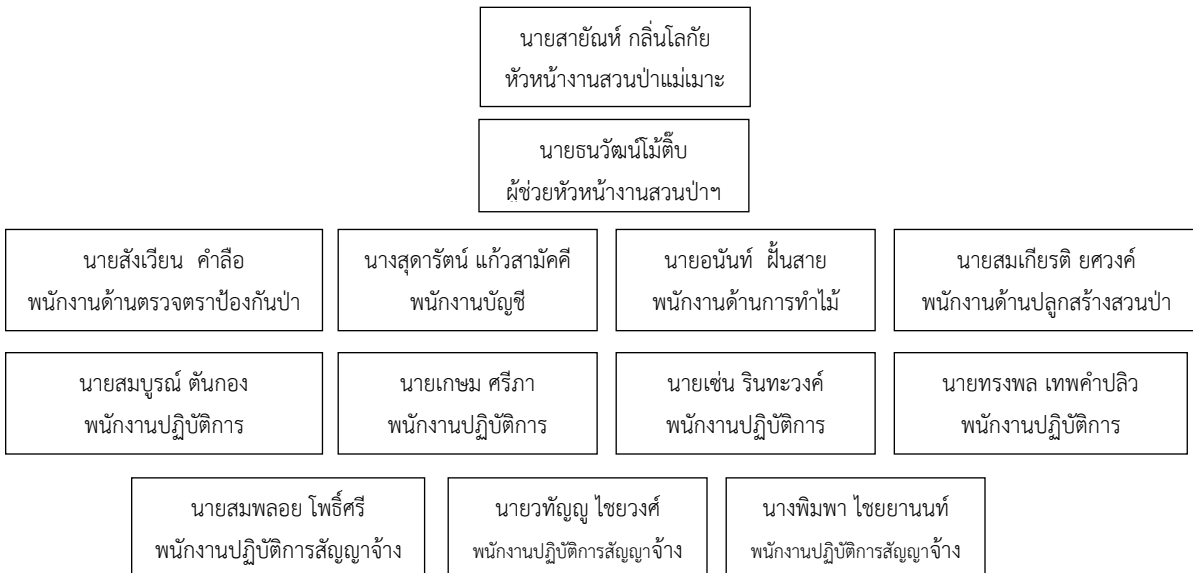 นายสายัณห์ กลิ่นโลกัย
หัวหน้างานสวนป่าแม่เมาะ
นายธนวัฒน์โม้ติ๊บ
ผู้ช่วยหัวหน้างานสวนป่าฯ
นายสังเวียน คำลือ
พนักงานด้านตรวจตราป้องกันป่า
นางสุดารัตน์ แก้วสามัคคี
พนักงานบัญชี
นายอนันท์ ฝั้นสาย
พนักงานด้านการทำไม้
นายสมเกียรติ ยศวงค์
พนักงานด้านปลูกสร้างสวนป่า
นายสมบูรณ์ ตันกอง
พนักงานปฏิบัติการ
นายเกษม ศรีภา
พนักงานปฏิบัติการ
นายเซ่น รินทะวงค์
พนักงานปฏิบัติการ
นายทรงพล เทพคำปลิว
พนักงานปฏิบัติการ
นายสมพลอย โพธิ์ศรี
พนักงานปฏิบัติการสัญญาจ้าง
นายวทัญญู ไชยวงศ์
พนักงานปฏิบัติการสัญญาจ้าง
นางพิมพา ไชยยานนท์
พนักงานปฏิบัติการสัญญาจ้าง